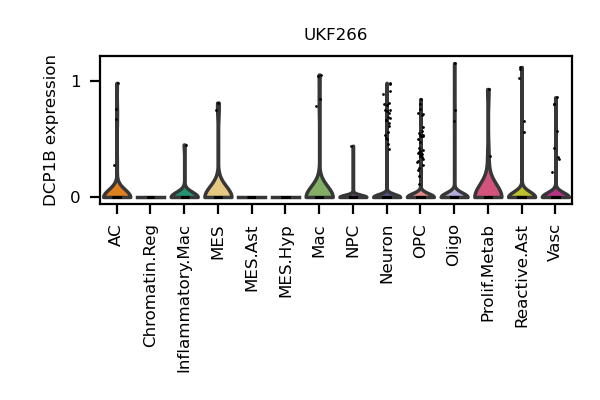 UKF266
DCP1B expression
1
0
AC
Chromatin.Reg
Inflammatory.Mac
MES
MES.Ast
MES.Hyp
Mac
NPC
Neuron
OPC
Oligo
Prolif.Metab
Reactive.Ast
Vasc